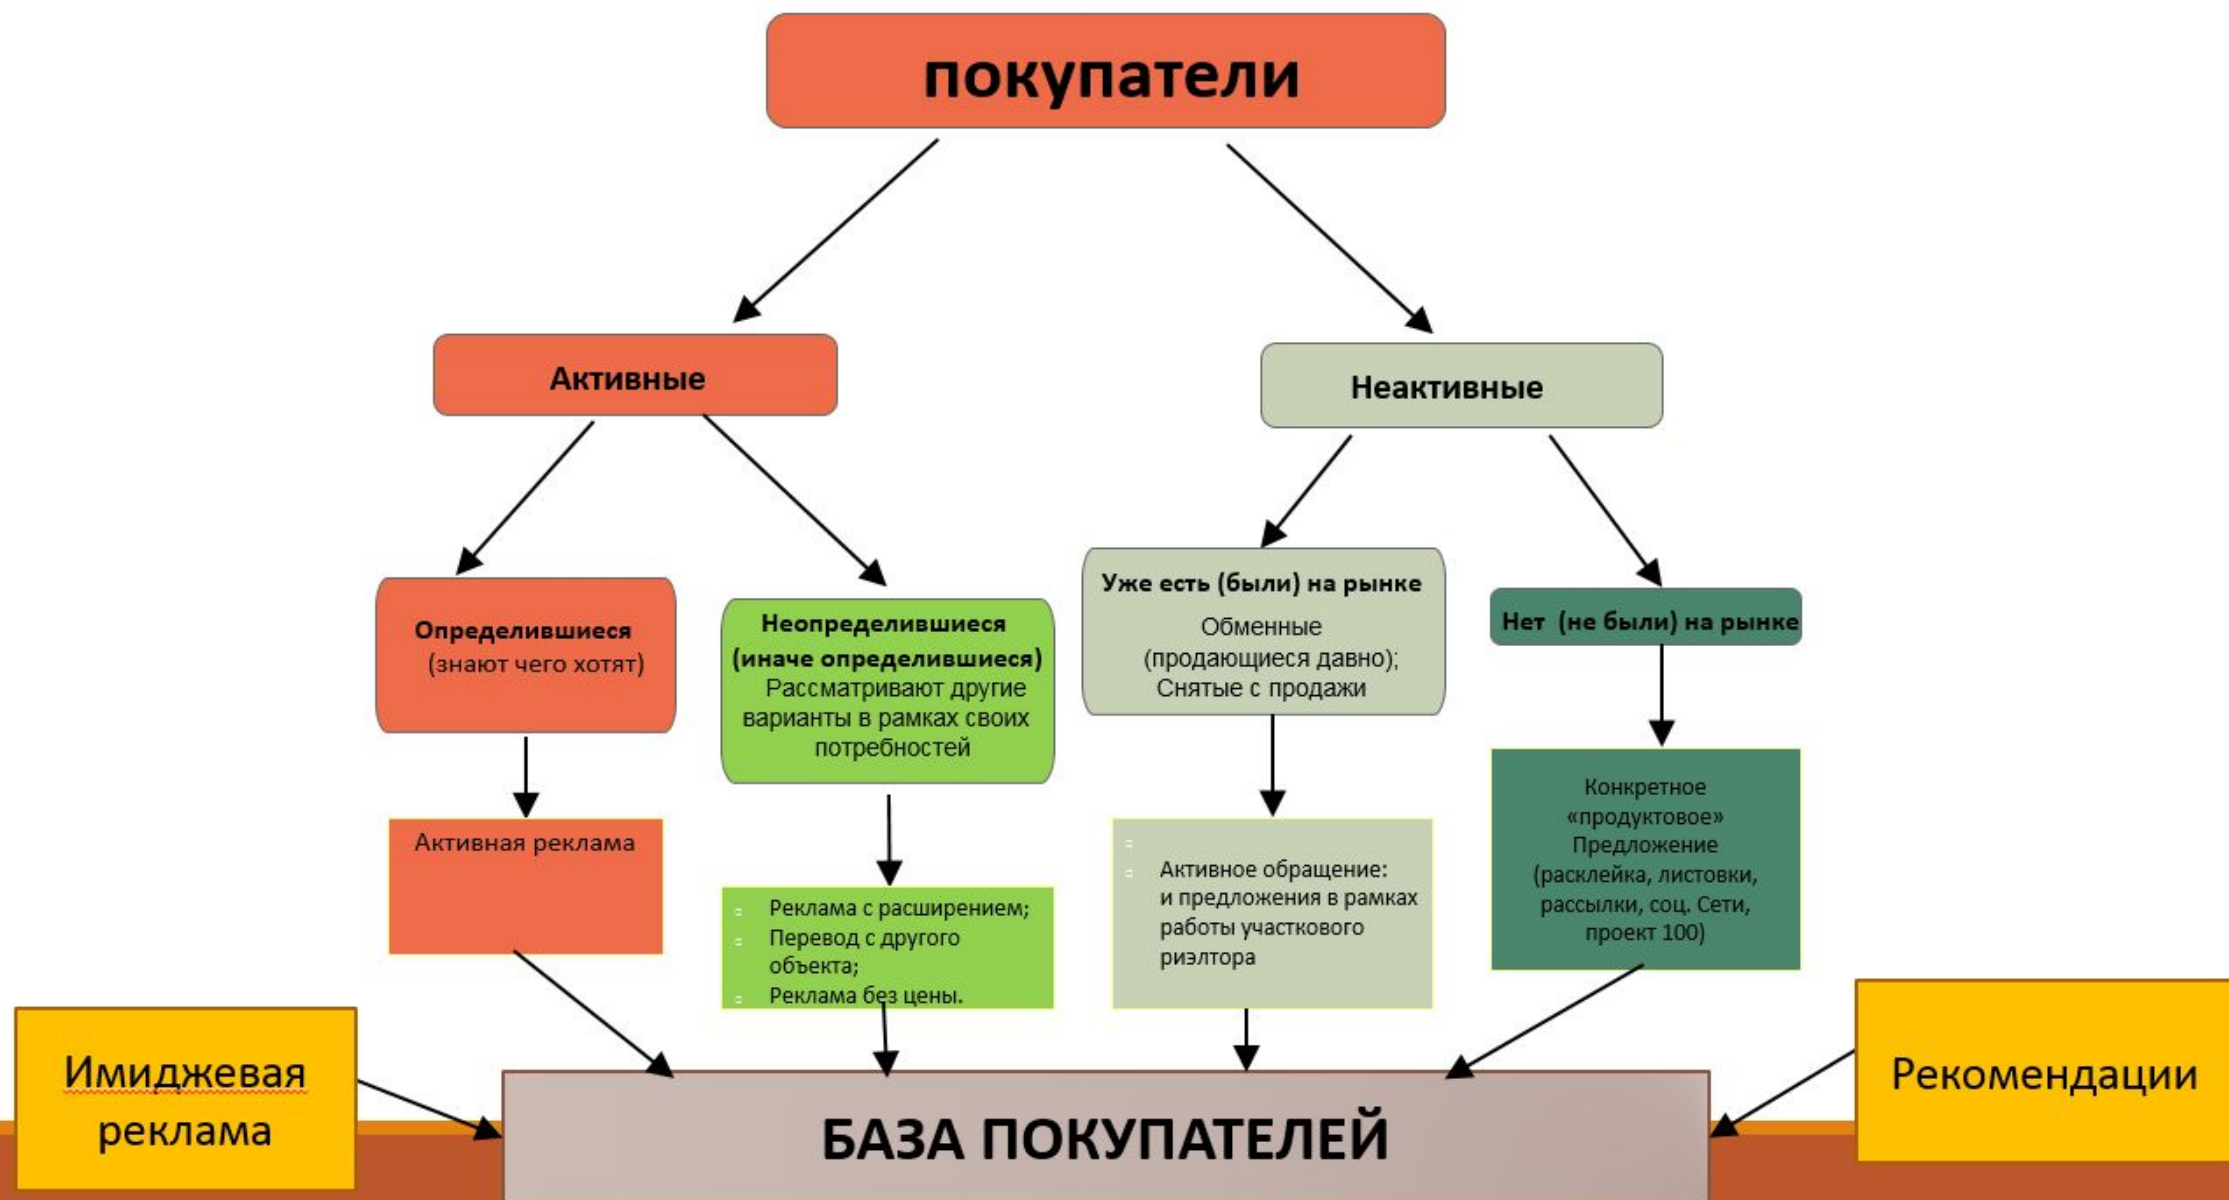 покупатели
Активные
Неактивные
Определившиеся
(знают чего хотят)
Неопределившиеся
(иначе определившиеся)
Рассматривают другие
варианты в рамках своих
потребностей
Уже есть (были) на рынке
Обменные
(продающиеся давно);
Снятые с продажи
Нет (не были) на рынке
Активная реклама
Реклама с расширением;
Перевод с другого
объекта;
Реклама без цены.
Активное обращение:
и предложения в рамках
работы участкового
риэлтора
Конкретное
«продуктовое»
Предложение
(расклейка, листовки,
рассылки, соц. Сети,
проект 100)
Имиджевая
реклама
БАЗА ПОКУПАТЕЛЕЙ
Рекомендации